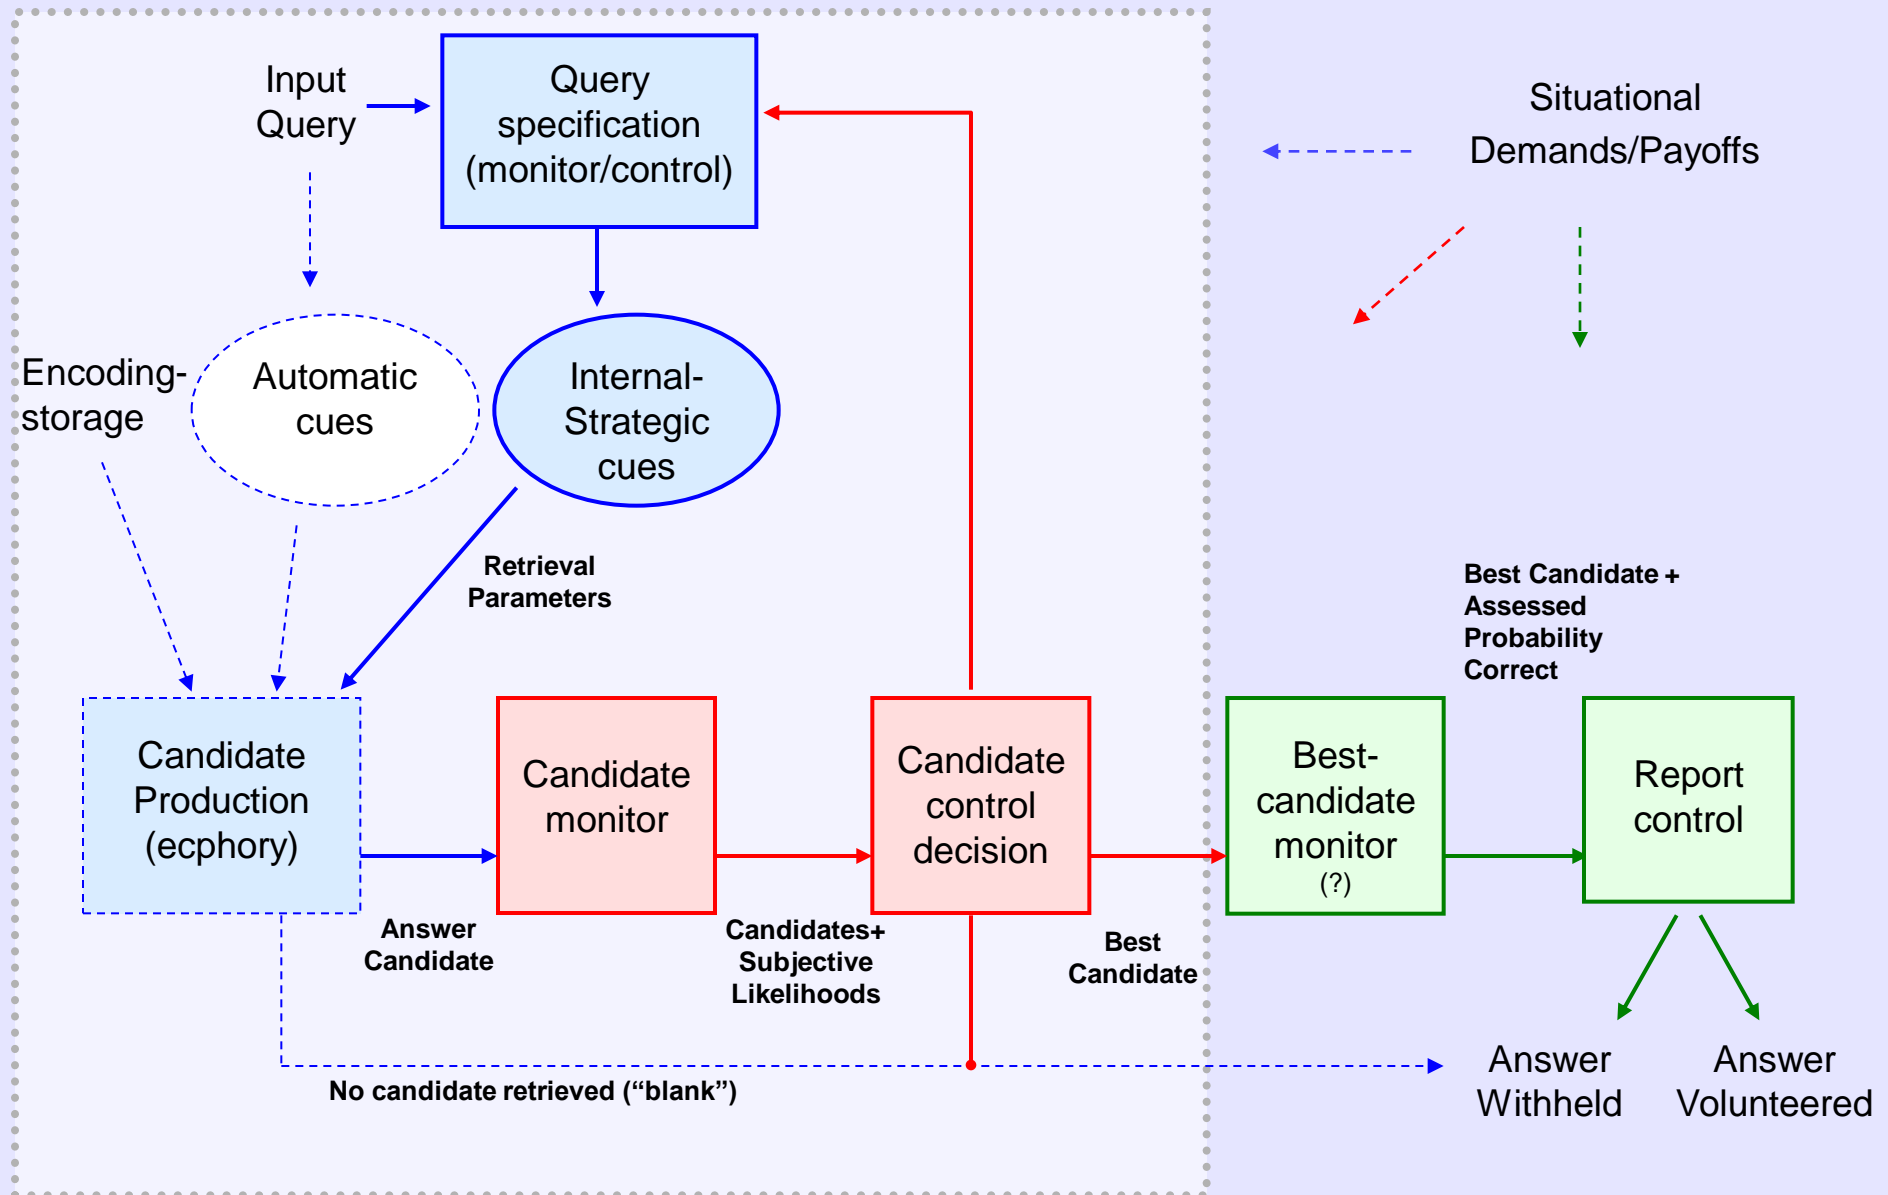 Input
Query
Query
specification
(monitor/control)
Situational
Demands/Payoffs
Encoding-
storage
Automatic
cues
Internal-
Strategic
cues
Retrieval
Parameters
Best Candidate +
Assessed
Probability
Correct
Candidate
Production
(ecphory)
Candidate
monitor
Candidate
control
decision
Best-
candidate
monitor
(?)
Report
control
Answer
Candidate
Candidates+
Subjective
Likelihoods
Best
Candidate
No candidate retrieved (“blank”)
Answer
Withheld
Answer
Volunteered